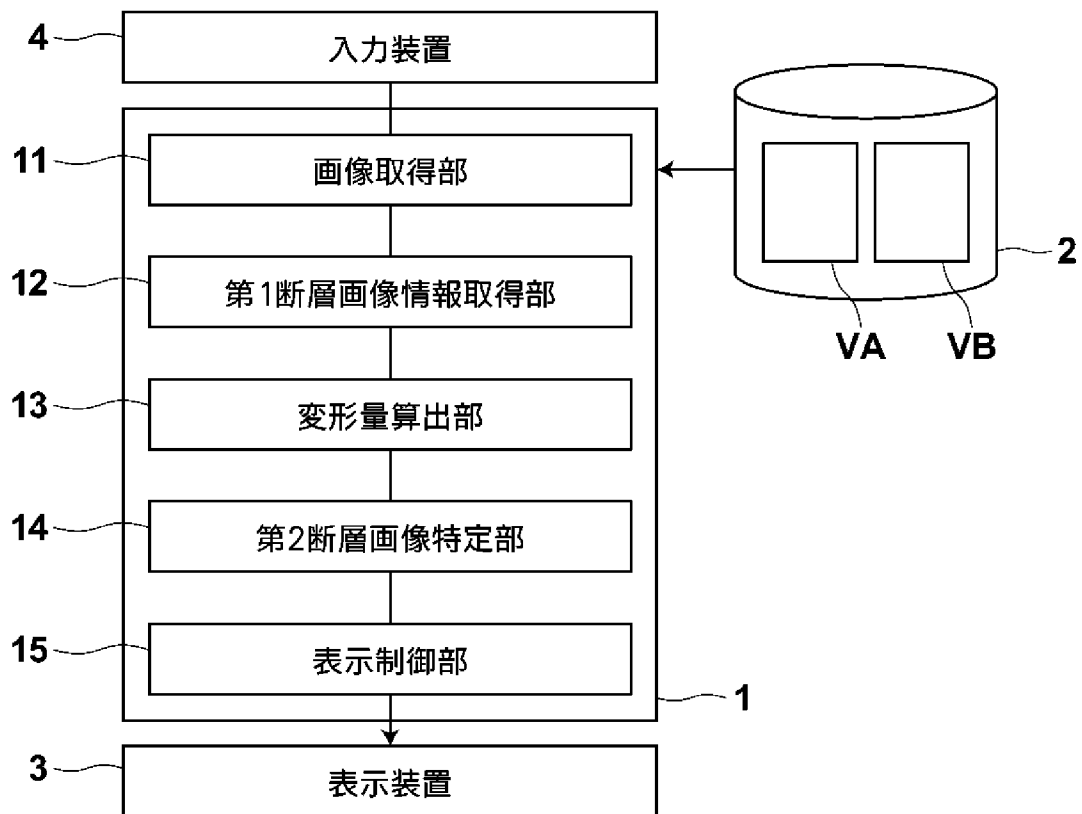 4
入力装置
11
画像取得部
12
第1断層画像情報取得部
2
VA
VB
13
変形量算出部
14
第2断層画像特定部
15
表示制御部
1
3
表示装置